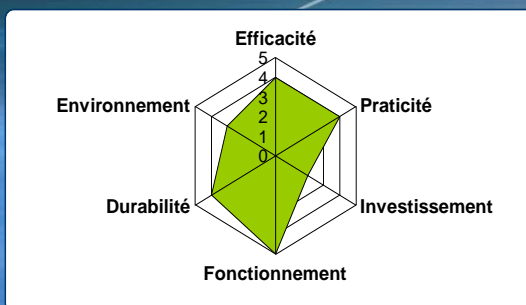 Efficacité
5
4
3
2
1
0
Environnement
Praticité
Durabilité
Investissement
Fonctionnement